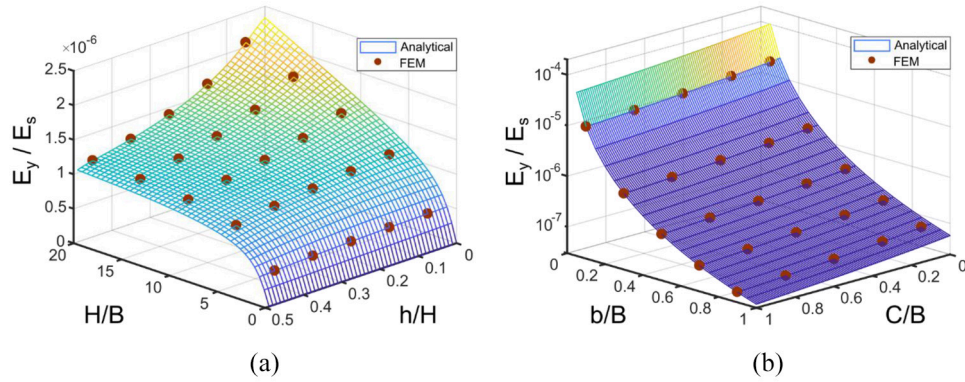 ×10⁻⁶
2.5
2
1.5
1
0.5
0
E_y / E_s
20
15
10
5
0
H/B
0.5
0.4
0.3
0.2
0.1
0
h/H
Analytical
FEM
(a)
10⁻⁴
10⁻⁵
10⁻⁶
10⁻⁷
E_y / E_s
0
0.2
0.4
0.6
0.8
1
b/B
1
0.8
0.6
0.4
0.2
0
C/B
Analytical
FEM
(b)